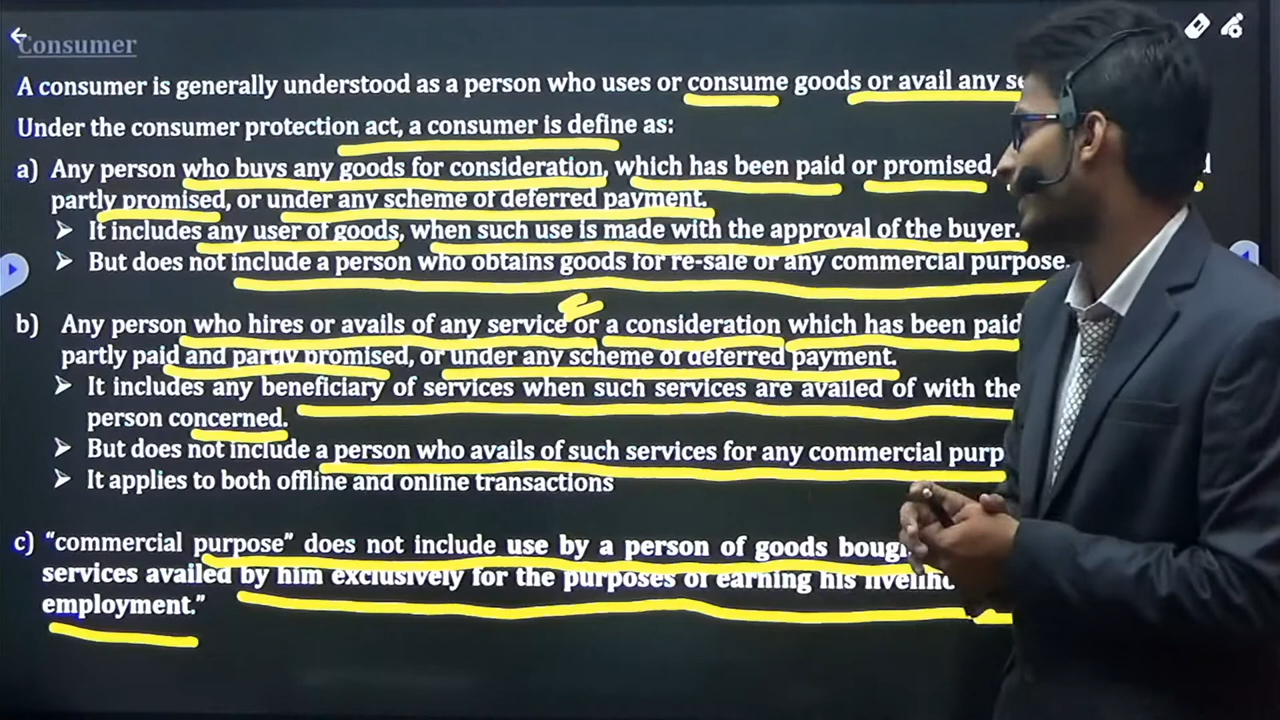 Consumer
A consumer is generally understood as a person who uses or consume goods or avail any
Under the consumer protection act, a consumer is define as:
a) Any person who buys any goods for consideration, which has been paid or promised,
partly promised, or under any scheme of deferred payment.
➢ It includes any user of goods, when such use is made with the approval of the buyer.
➢ But does not include a person who obtains goods for re-sale or any commercial purpose.
b) Any person who hires or avails of any service or a consideration which has been paid
partly paid and partly promised, or under any scheme of deferred payment.
➢ It includes any beneficiary of services when such services are availed of with the
person concerned.
➢ But does not include a person who avails of such services for any commercial purp
➢ It applies to both offline and online transactions
c) “commercial purpose” does not include use by a person of goods
services availed by him exclusively for the purposes of earning his
employment.”